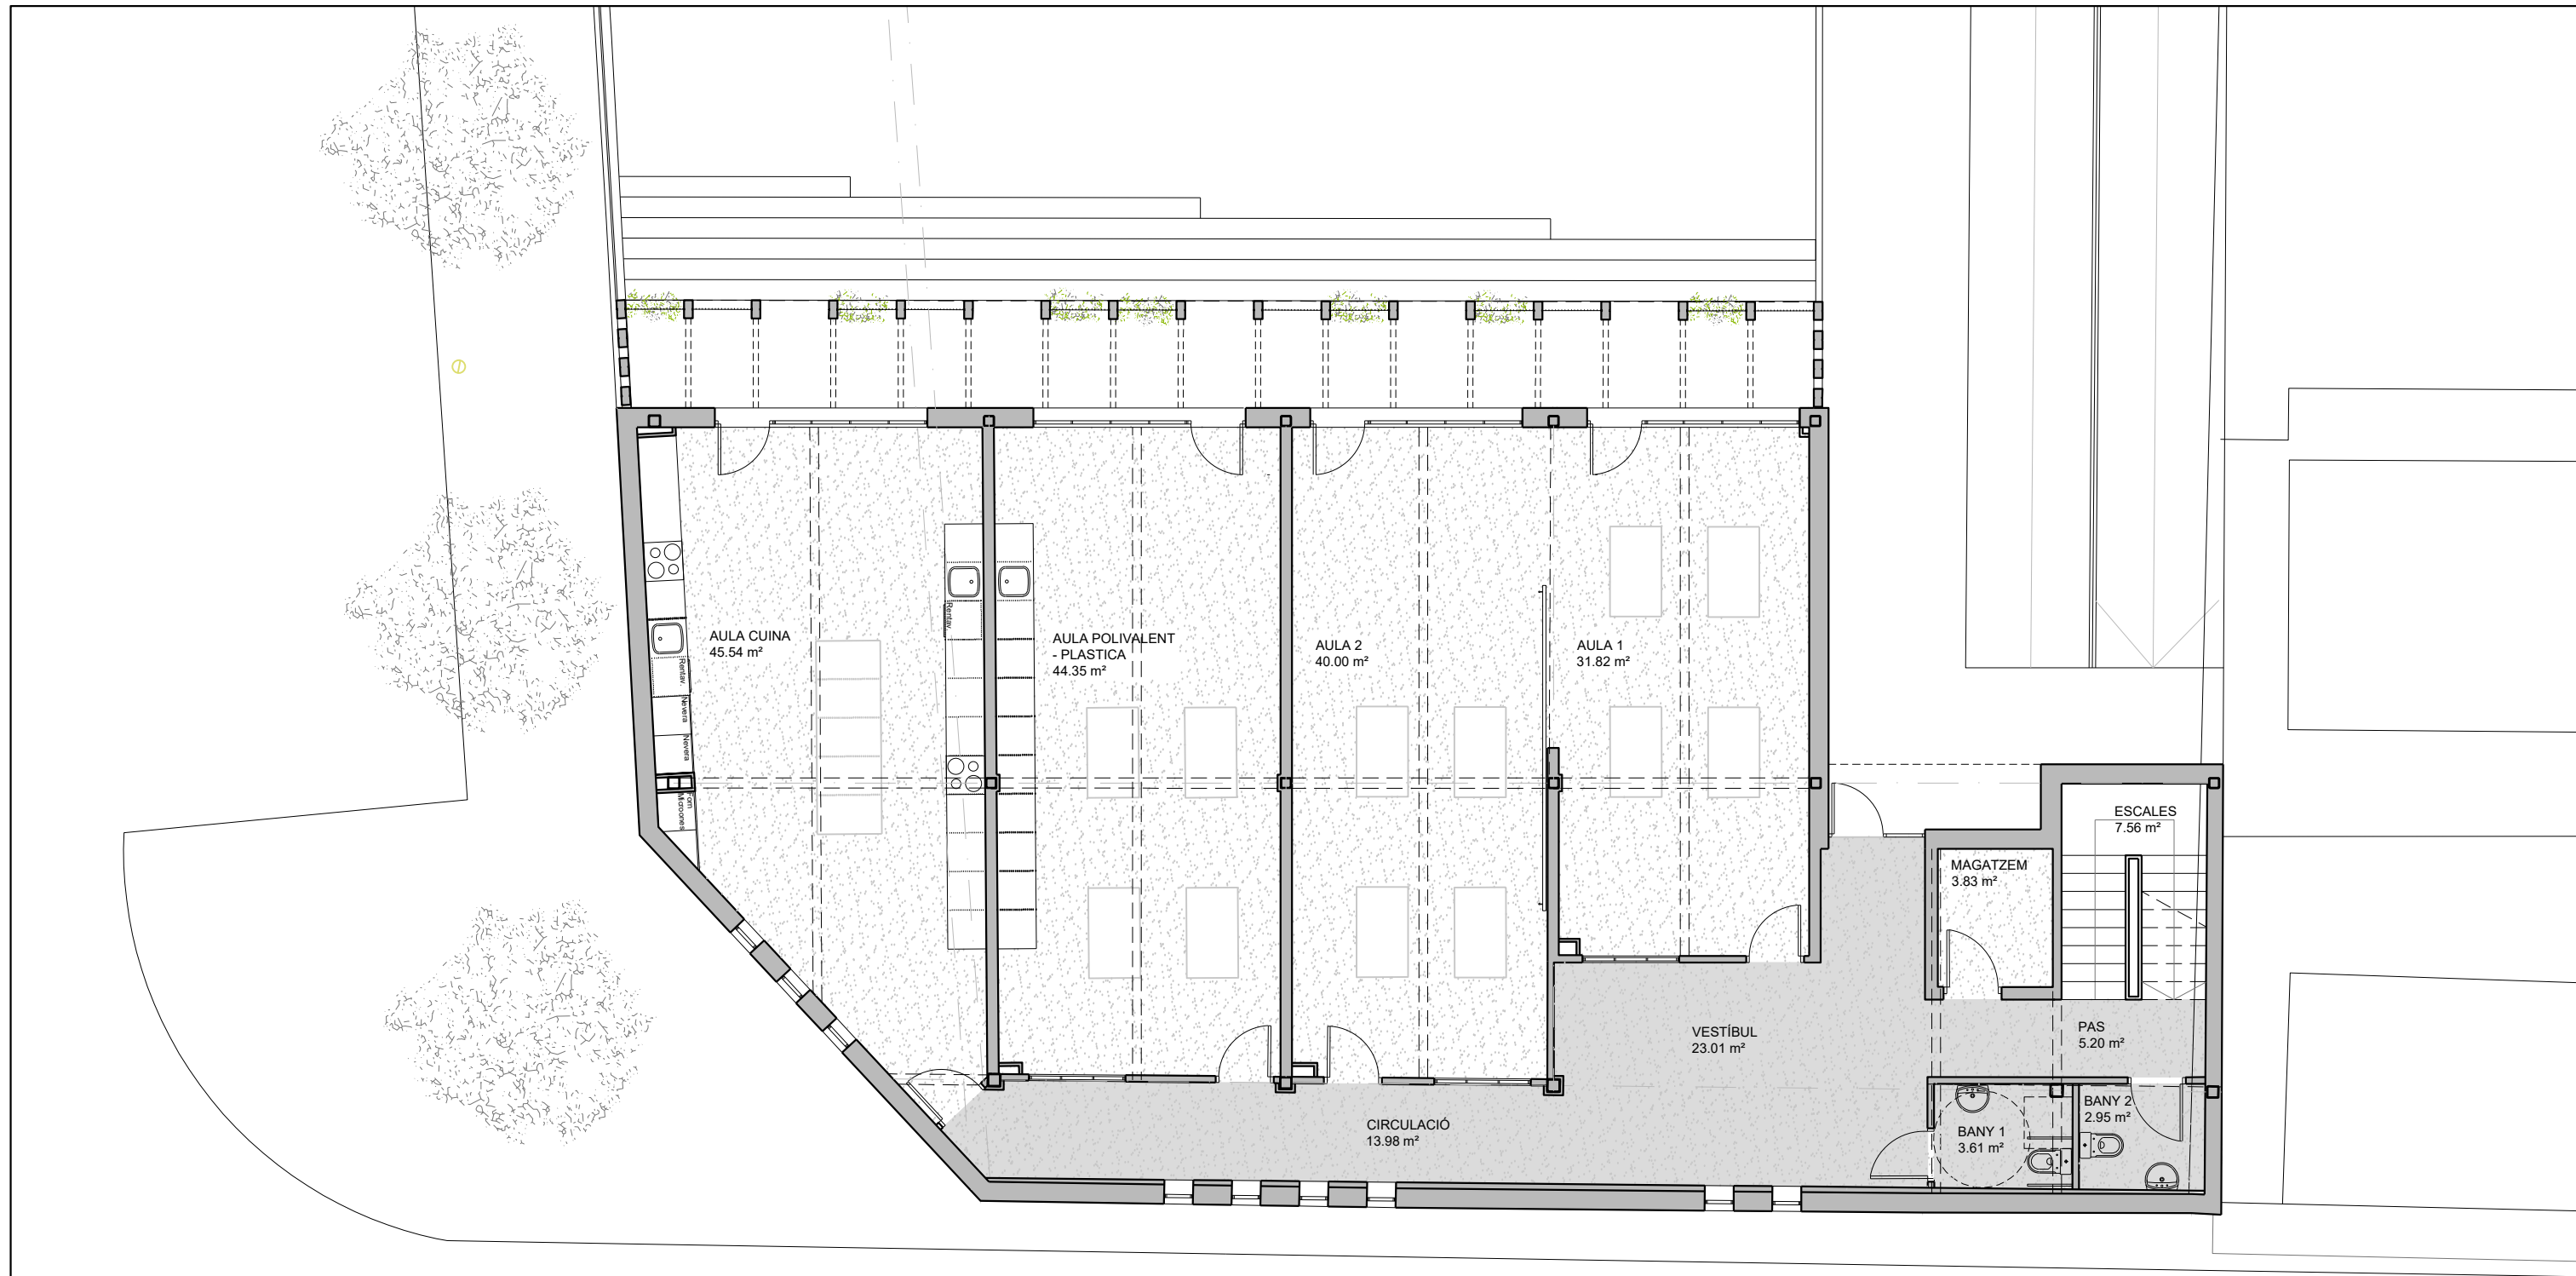 AULA CUINA
45.54 m²
AULA POLIVALENT
- PLASTICA
44.35 m²
AULA 2
40.00 m²
AULA 1
31.82 m²
Rentav
Rentav
Nevera
Nevera
Forn
Microones
ESCALES
7.56 m²
MAGATZEM
3.83 m²
VESTÍBUL
23.01 m²
PAS
5.20 m²
CIRCULACIÓ
13.98 m²
BANY 1
3.61 m²
BANY 2
2.95 m²